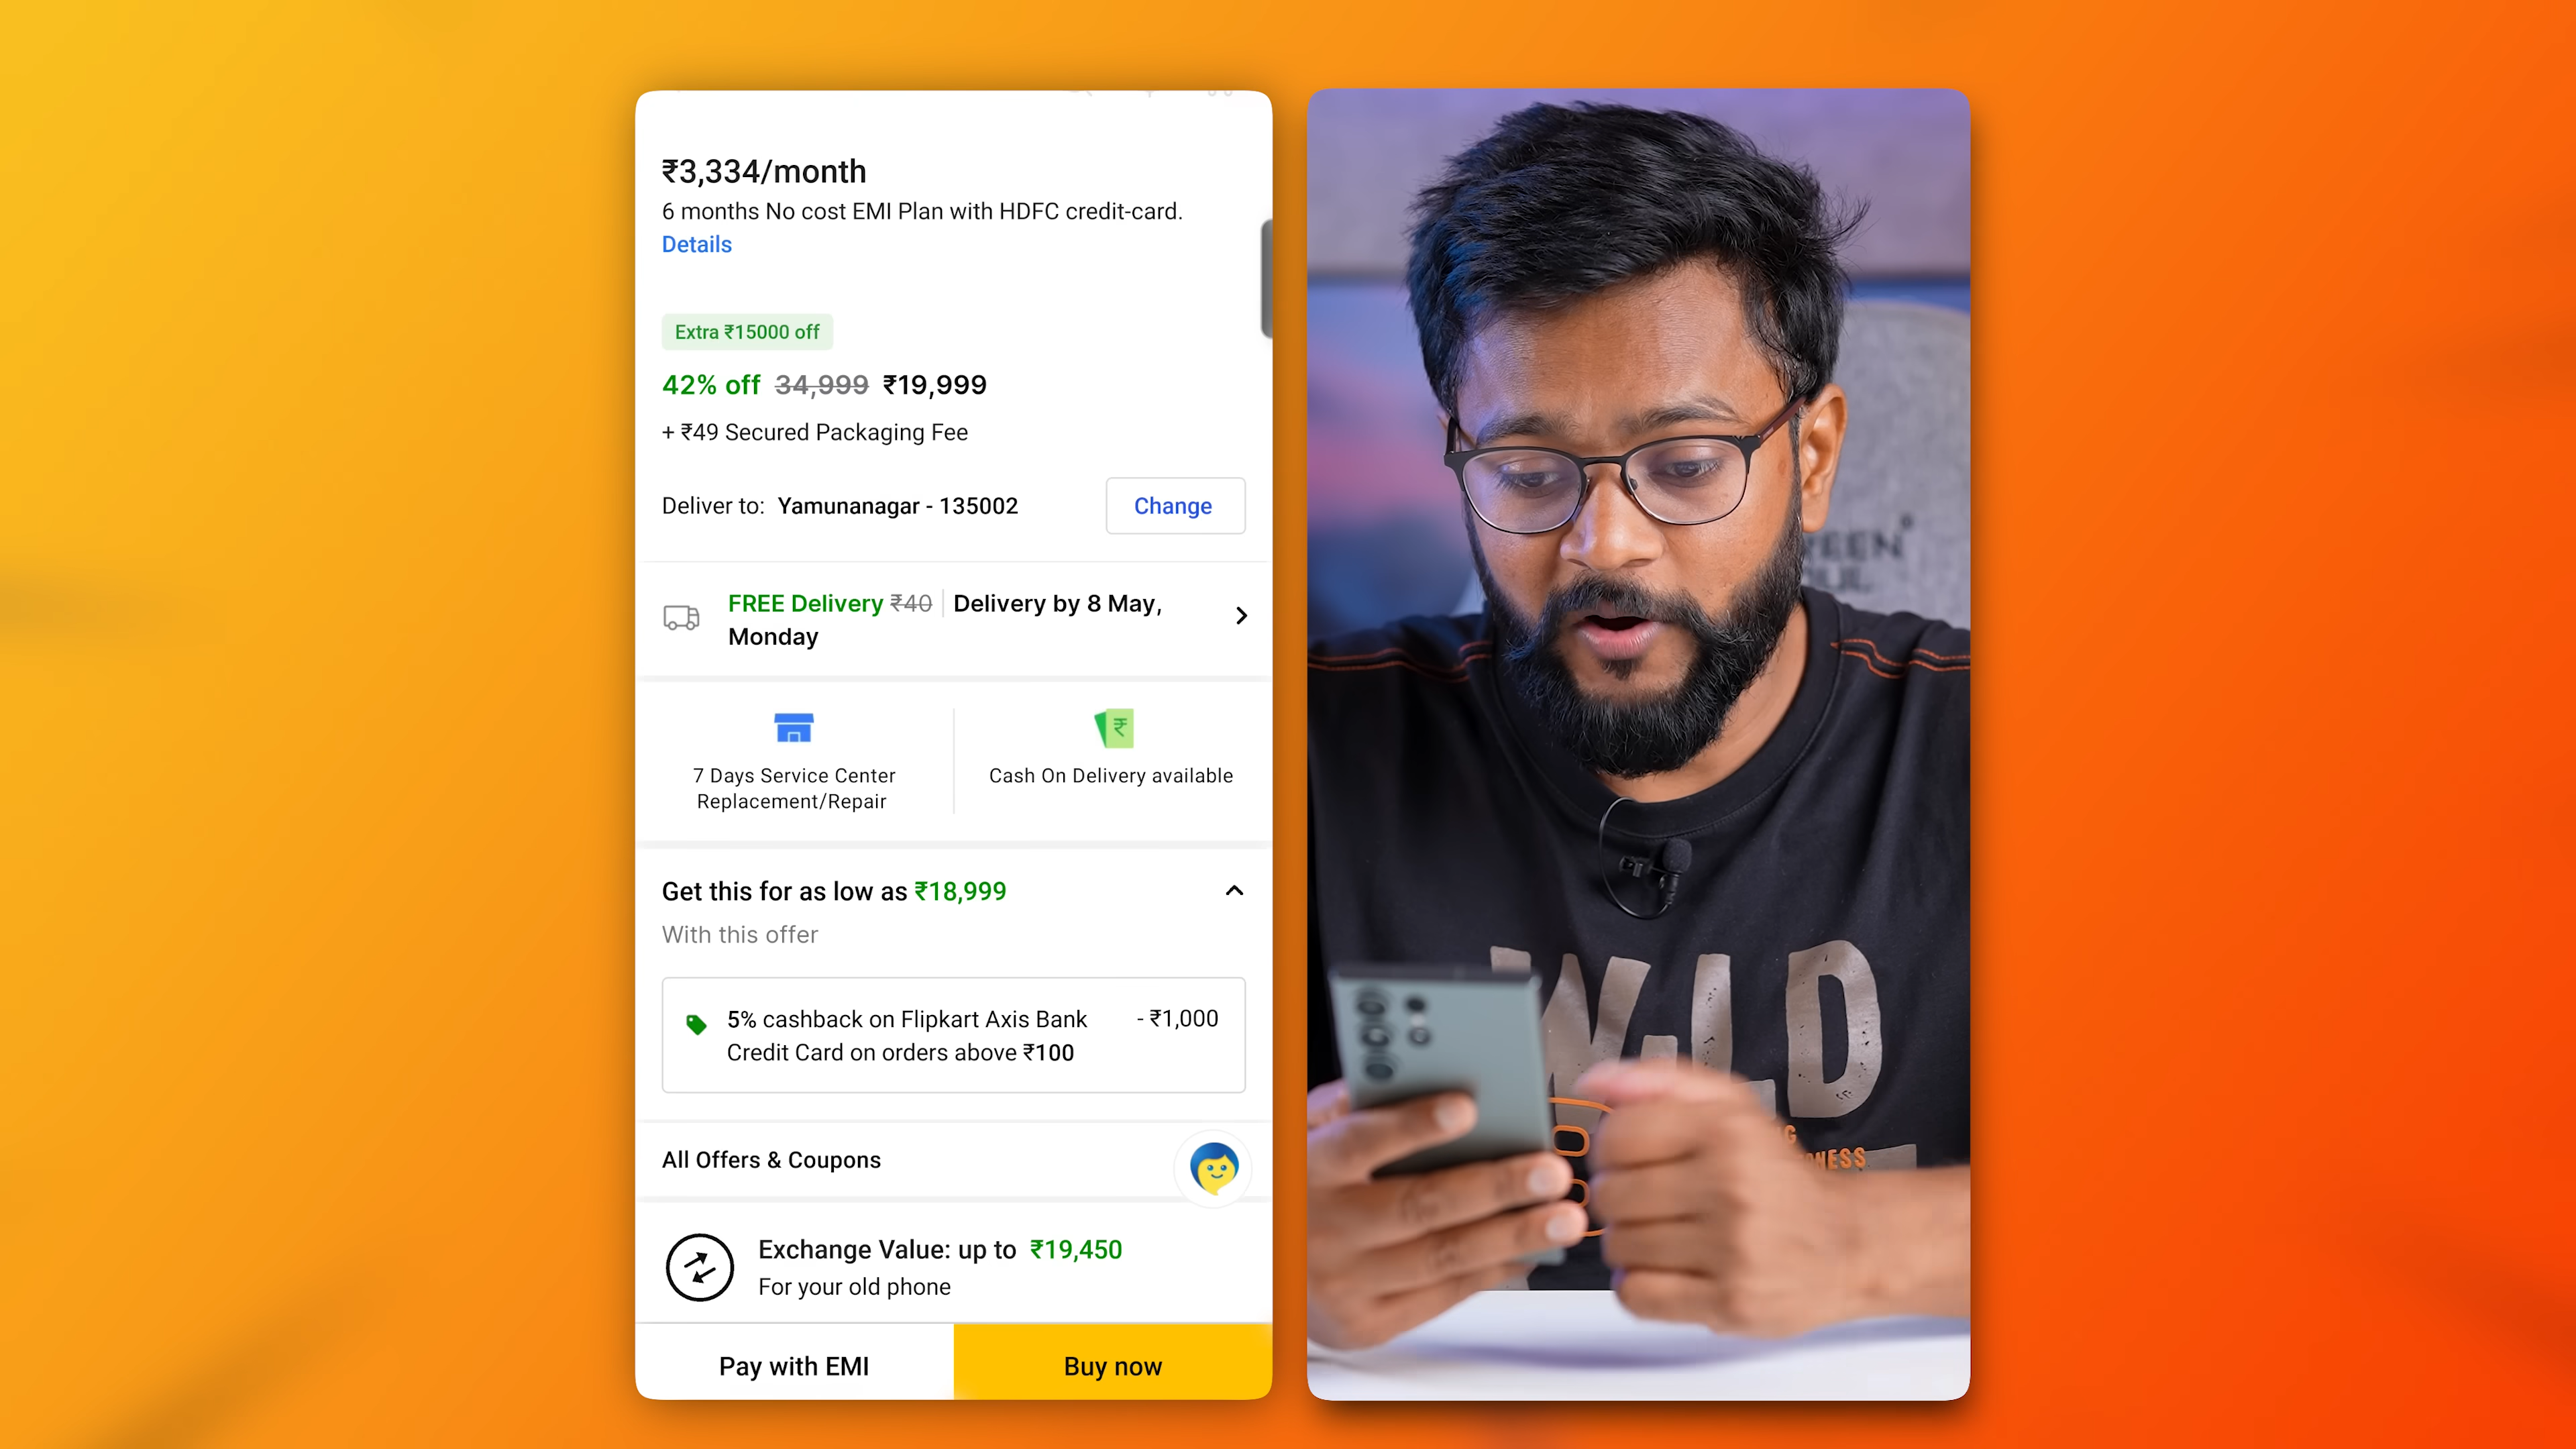 ₹3,334/month
6 months No cost EMI Plan with HDFC credit-card.
Details
Extra ₹15000 off
42% off 34,999 ₹19,999
+ ₹49 Secured Packaging Fee
Deliver to: Yamunanagar - 135002
Change
FREE Delivery ₹40 Delivery by 8 May,
Monday
7 Days Service Center
Replacement/Repair
Cash On Delivery available
Get this for as low as ₹18,999
With this offer
5% cashback on Flipkart Axis Bank
Credit Card on orders above ₹100
- ₹1,000
All Offers & Coupons
Exchange Value: up to ₹19,450
For your old phone
Pay with EMI
Buy now
WILD